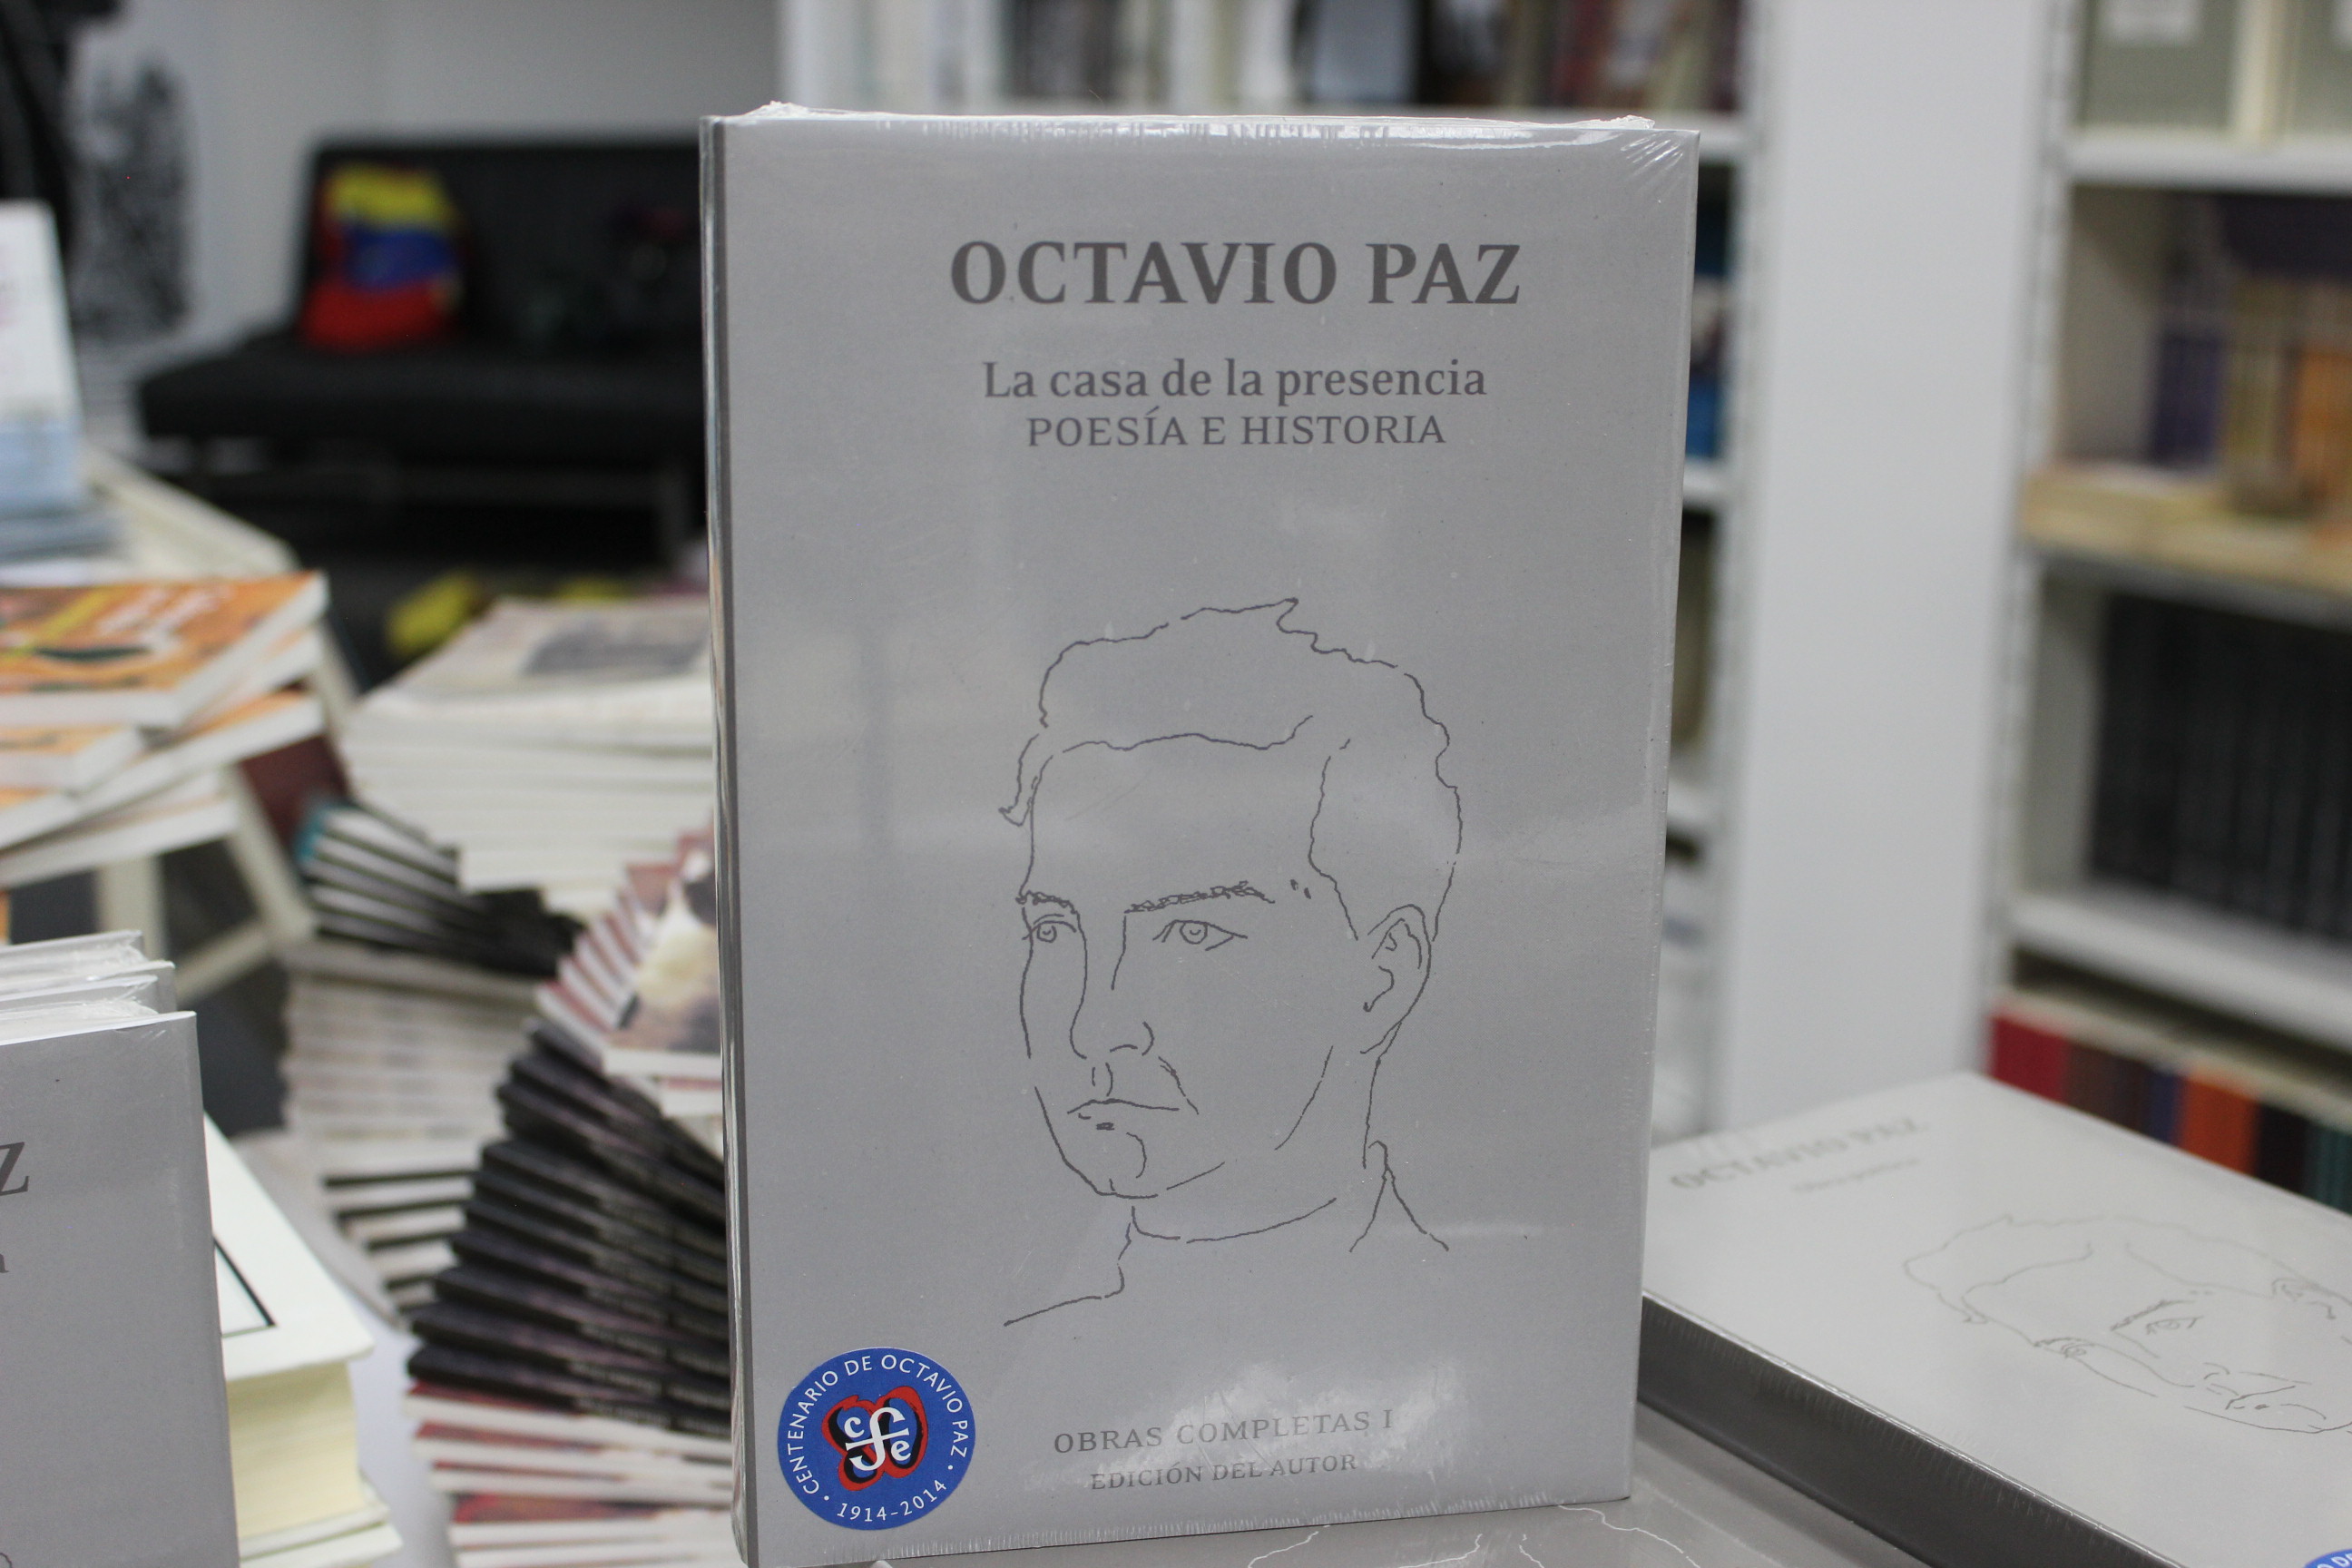 OCTAVIO PAZ
La casa de la presencia
POESÍA E HISTORIA
OBRAS COMPLETAS I
EDICIÓN DEL AUTOR
CENTENARIO DE OCTAVIO PAZ
cfe
• 1914-2014 •
OCTAVIO PAZ
Z
a